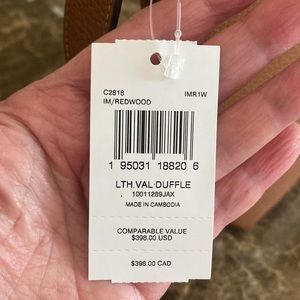 C2818 IMR1W
IM/REDWOOD
1 95031 18820 6
LTH VAL DUFFLE
10011289JAX
MADE IN CAMBODIA
COMPARABLE VALUE
$398.00 USD
$398.00 CAD